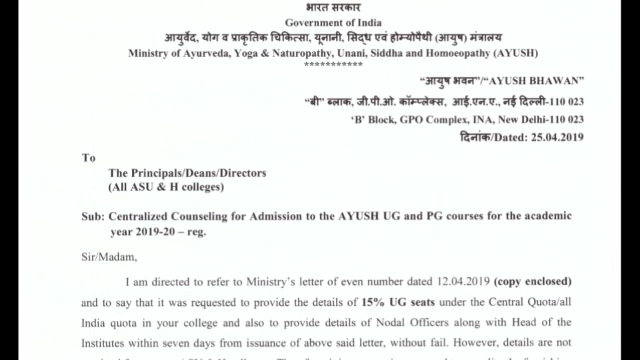 भारत सरकार
Government of India
आयुर्वेद, योग व प्राकृतिक चिकित्सा, यूनानी, सिद्ध एवं होम्योपैथी (आयुष) मंत्रालय
Ministry of Ayurveda, Yoga & Naturopathy, Unani, Siddha and Homoeopathy (AYUSH)
***********
“आयुष भवन”/“AYUSH BHAWAN”
“बी” ब्लाक, जी.पी.ओ. कॉम्प्लेक्स, आई.एन.ए., नई दिल्ली-110 023
‘B’ Block, GPO Complex, INA, New Delhi-110 023
दिनांक/Dated: 25.04.2019
To
The Principals/Deans/Directors
(All ASU & H colleges)
Sub: Centralized Counseling for Admission to the AYUSH UG and PG courses for the academic
year 2019-20 – reg.
Sir/Madam,
I am directed to refer to Ministry’s letter of even number dated 12.04.2019 (copy enclosed)
and to say that it was requested to provide the details of 15% UG seats under the Central Quota/all
India quota in your college and also to provide details of Nodal Officers along with Head of the
Institutes within seven days from issuance of above said letter, without fail. However, details are not